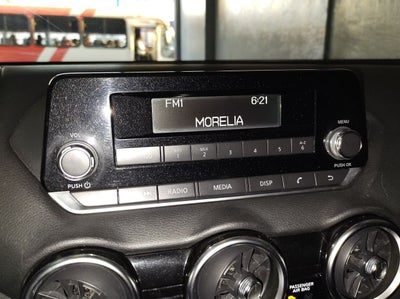 FM1 6:21
MORELIA
VOL
MENU
1 2 3 4 5 6
PUSH
PUSH OK
RADIO MEDIA DISP
PASSENGER
AIR BAG